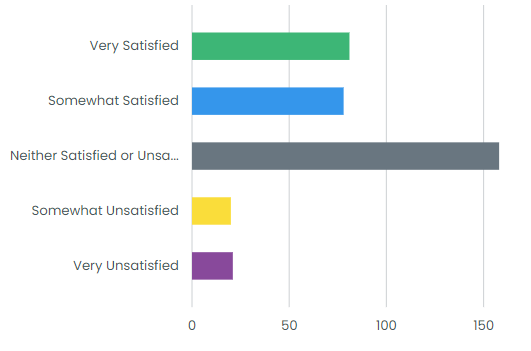 Very Satisfied
Somewhat Satisfied
Neither Satisfied or Unsa...
Somewhat Unsatisfied
Very Unsatisfied
0 50 100 150